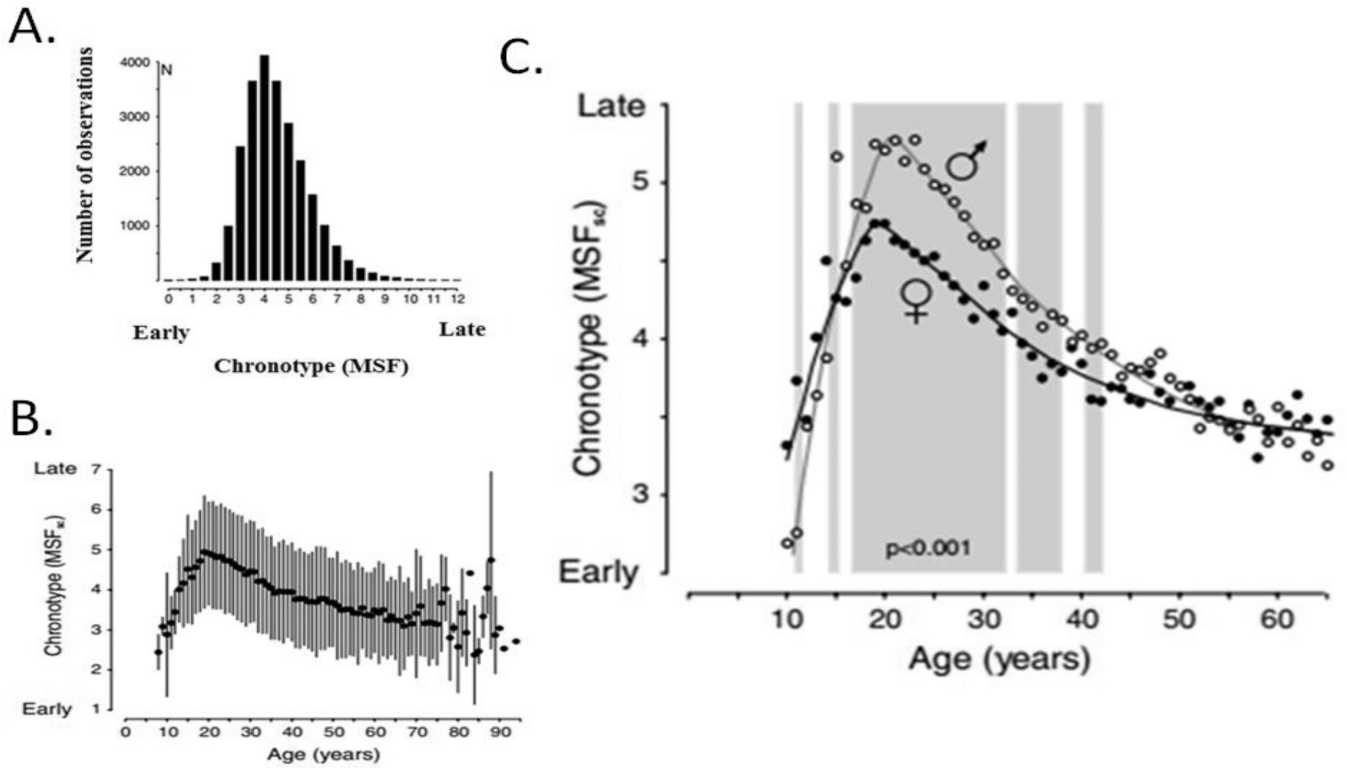 A.
Number of observations
4000
3000
2000
1000
N
0 1 2 3 4 5 6 7 8 9 10 11 12
Early Late
Chronotype (MSF)
B.
Late
Early
7
6
5
4
3
2
1
Chronotype (MSFsc)
0 10 20 30 40 50 60 70 80 90
Age (years)
C.
Late
5
4
3
Early
Chronotype (MSFsc)
♂
♀
p<0.001
10 20 30 40 50 60
Age (years)